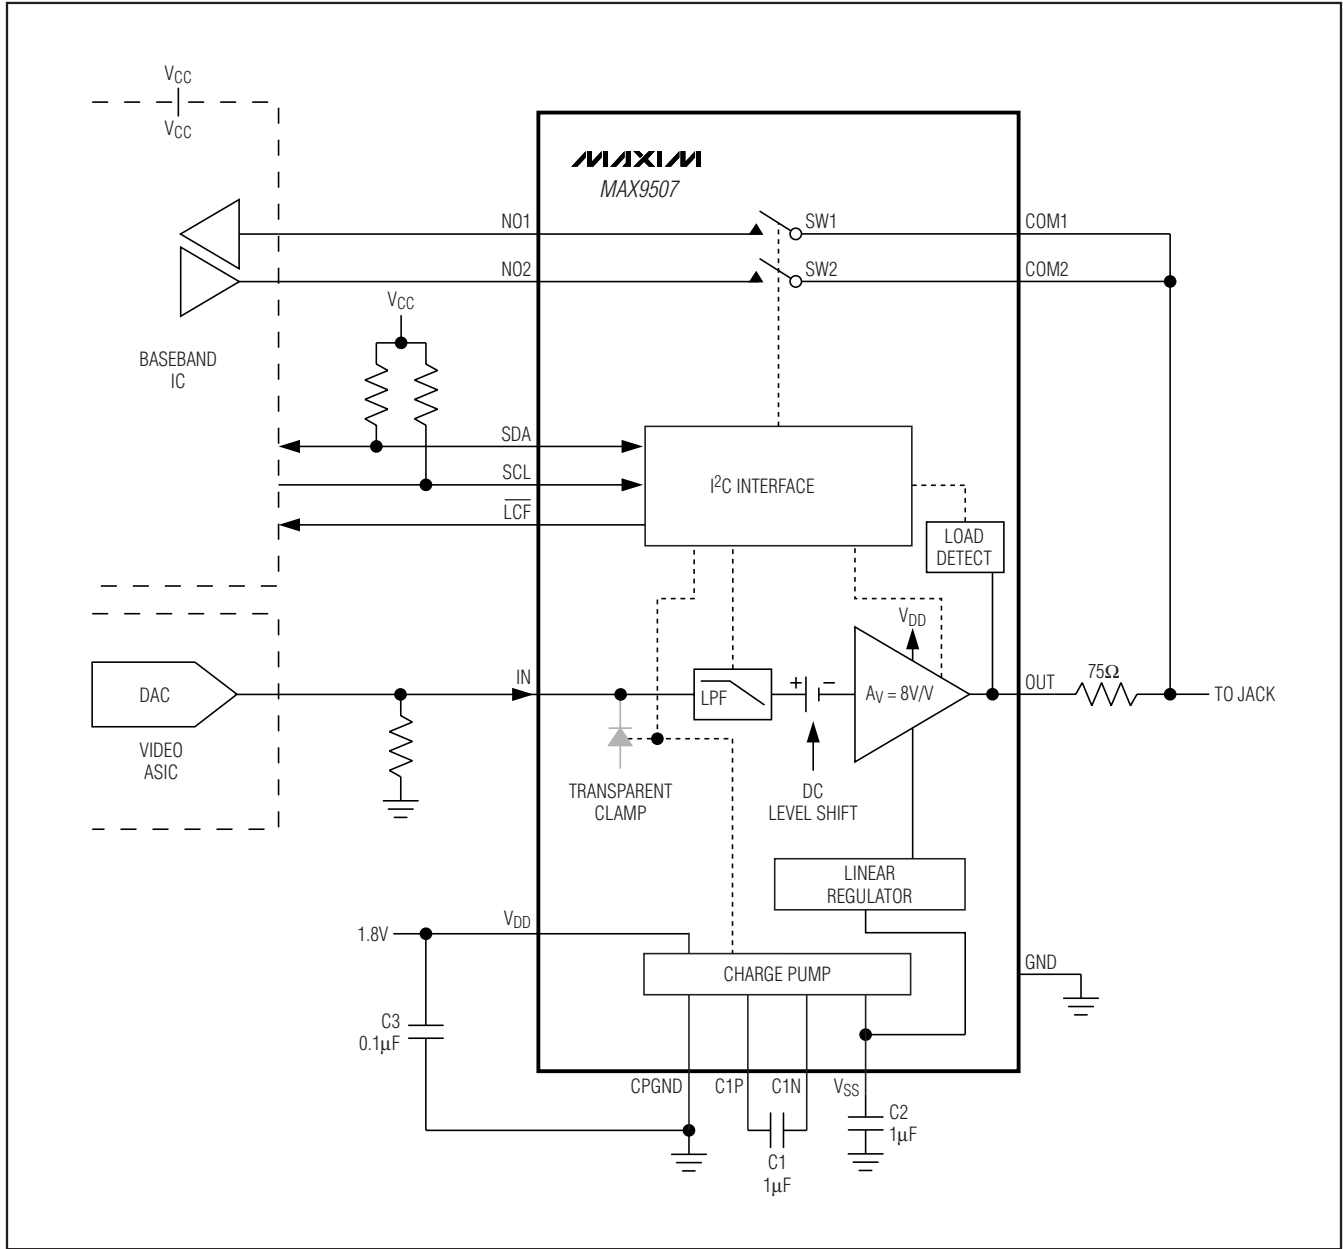 VCC
VCC
MAXIM
MAX9507
NO1
SW1
COM1
NO2
SW2
COM2
VCC
BASEBAND
IC
SDA
SCL
I²C INTERFACE
LCF
LOAD
DETECT
VDD
IN
OUT
75Ω
DAC
LPF
+ −
AV = 8V/V
TO JACK
VIDEO
ASIC
TRANSPARENT
CLAMP
DC
LEVEL SHIFT
LINEAR
REGULATOR
VDD
1.8V
CHARGE PUMP
GND
C3
0.1µF
CPGND
C1P
C1N
VSS
C2
1µF
C1
1µF